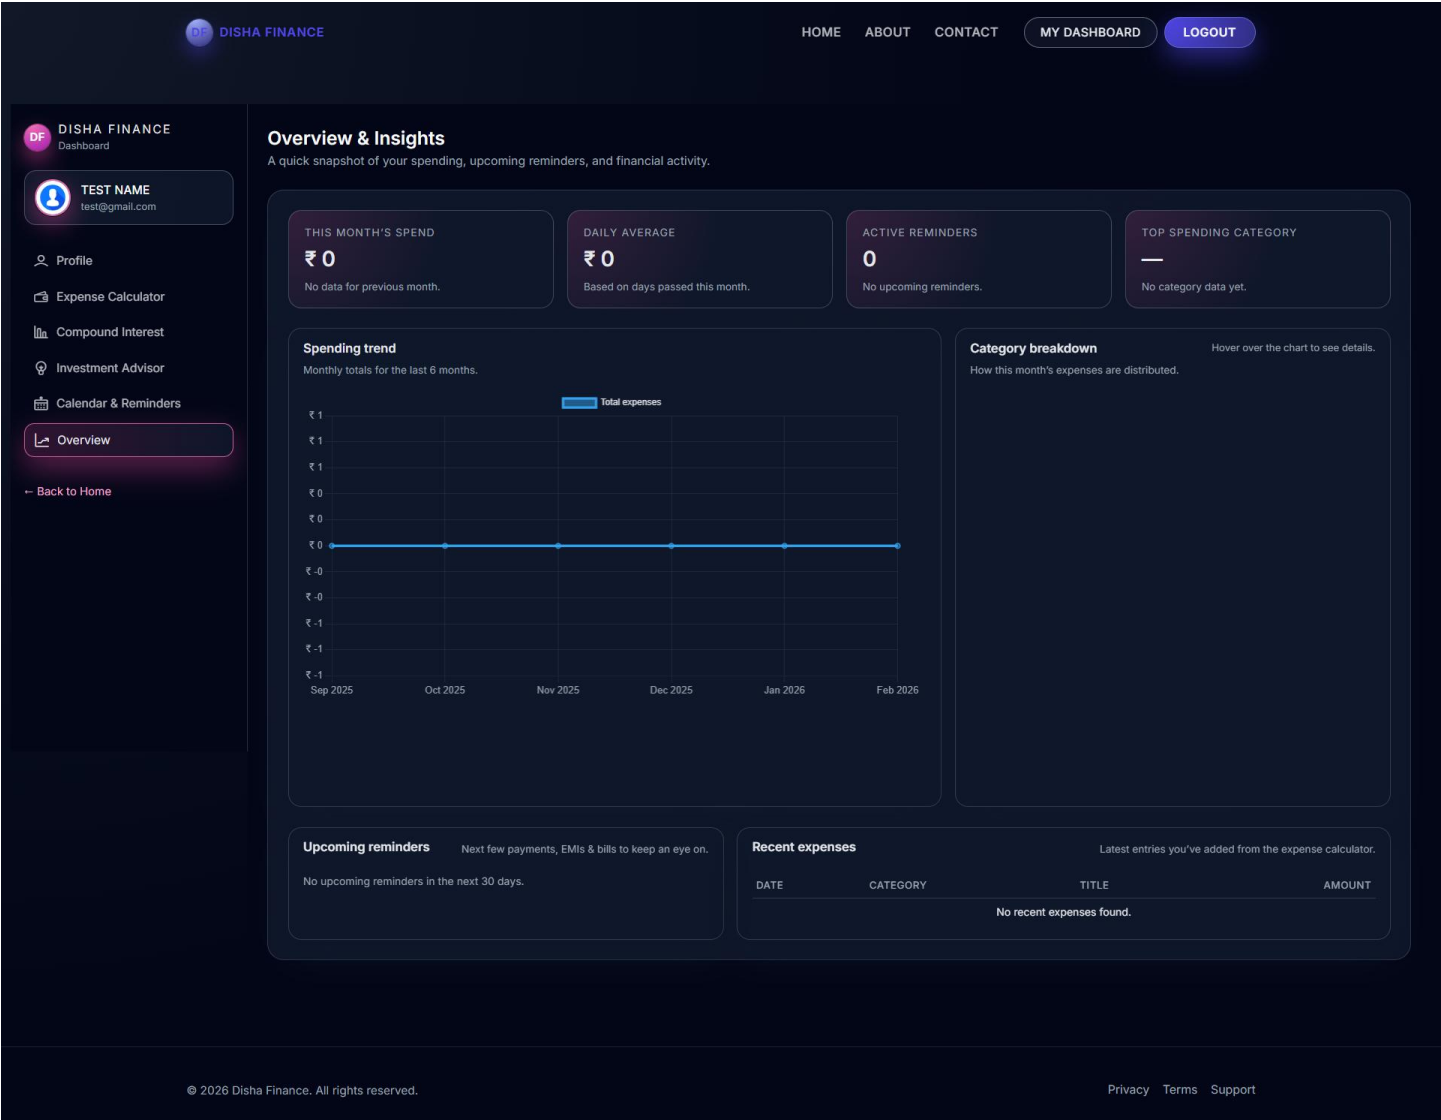 DF DISHA FINANCE
HOME ABOUT CONTACT MY DASHBOARD LOGOUT
DF
DISHA FINANCE
Dashboard
TEST NAME
test@gmail.com
Profile
Expense Calculator
Compound Interest
Investment Advisor
Calendar & Reminders
Overview
← Back to Home
Overview & Insights
A quick snapshot of your spending, upcoming reminders, and financial activity.
THIS MONTH'S SPEND
₹ 0
No data for previous month.
DAILY AVERAGE
₹ 0
Based on days passed this month.
ACTIVE REMINDERS
0
No upcoming reminders.
TOP SPENDING CATEGORY
—
No category data yet.
Spending trend
Monthly totals for the last 6 months.
Total expenses
₹ 1
₹ 1
₹ 1
₹ 0
₹ 0
₹ 0
₹ -0
₹ -0
₹ -1
₹ -1
₹ -1
Sep 2025 Oct 2025 Nov 2025 Dec 2025 Jan 2026 Feb 2026
Category breakdown
Hover over the chart to see details.
How this month's expenses are distributed.
Upcoming reminders
Next few payments, EMIs & bills to keep an eye on.
No upcoming reminders in the next 30 days.
Recent expenses
Latest entries you've added from the expense calculator.
DATE CATEGORY TITLE AMOUNT
No recent expenses found.
© 2026 Disha Finance. All rights reserved.
Privacy Terms Support